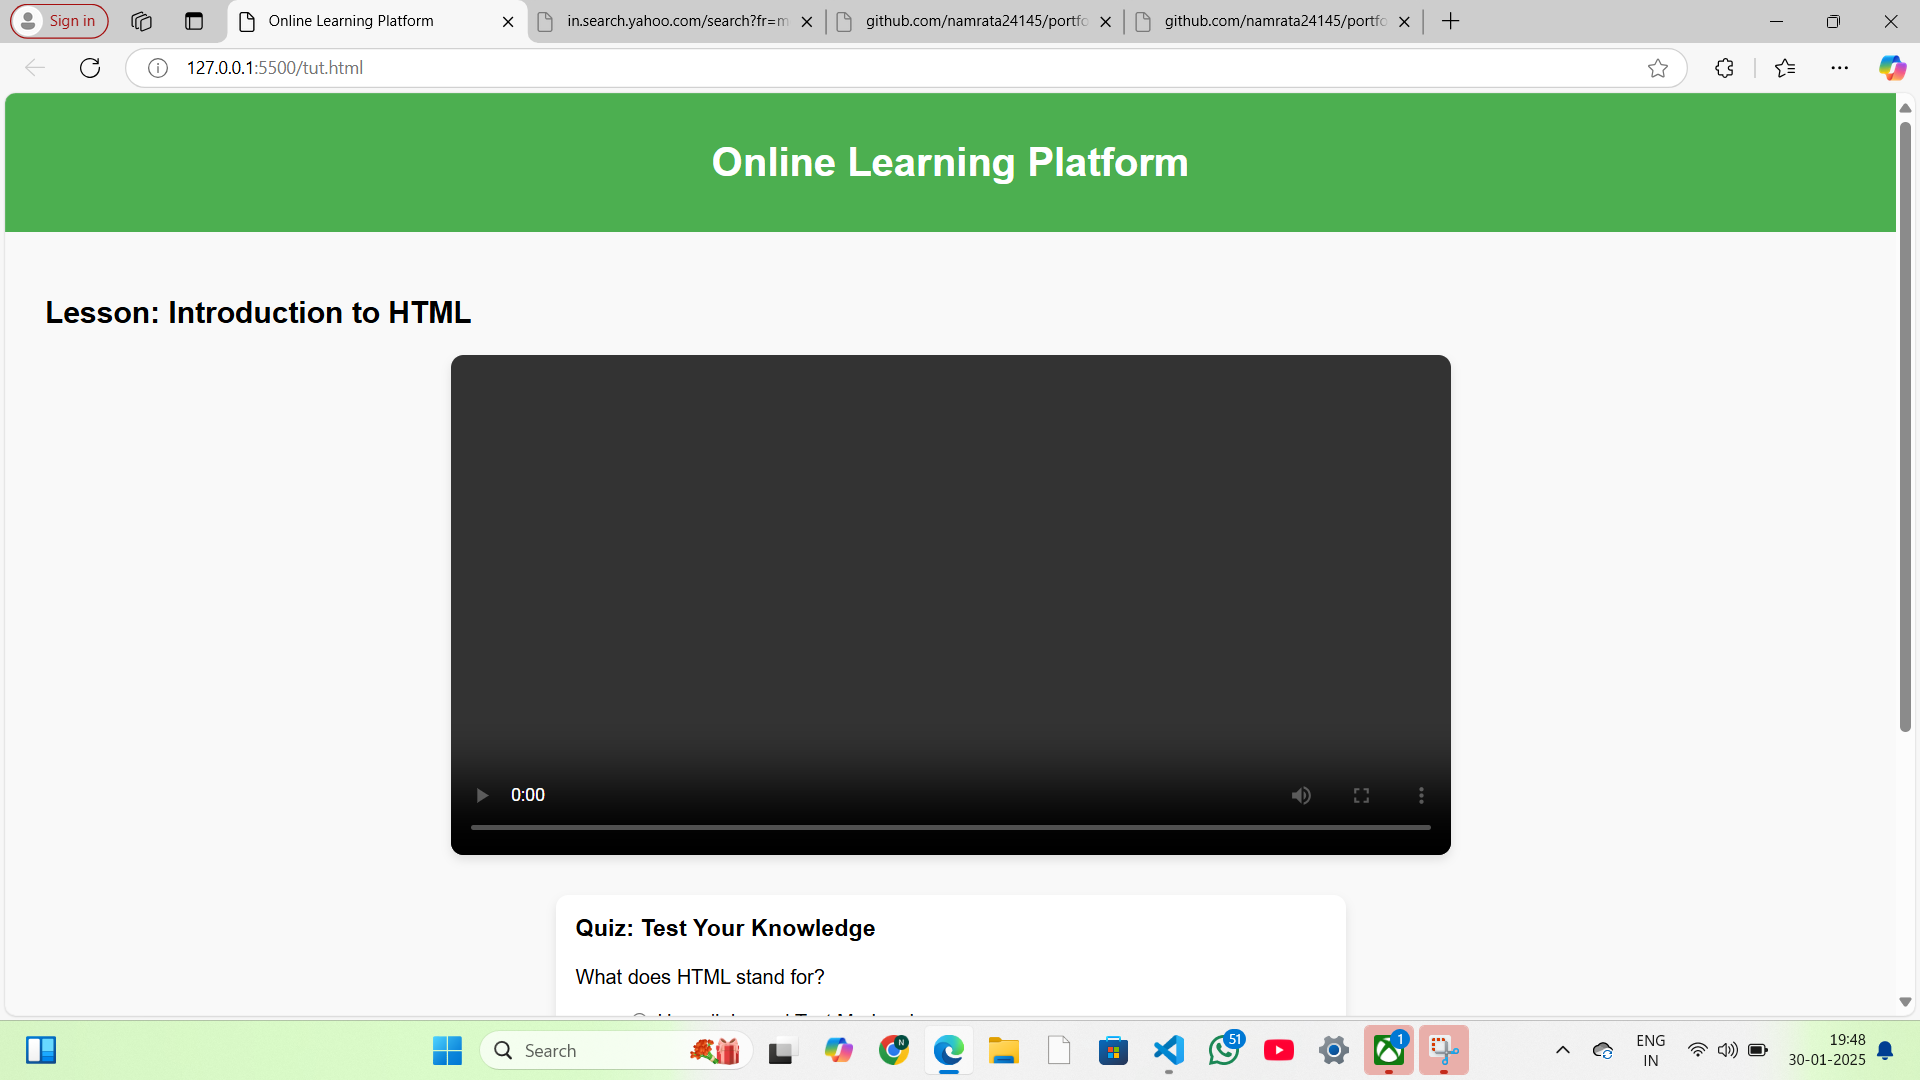 Sign in
Online Learning Platform
in.search.yahoo.com/search?fr=m
github.com/namrata24145/portfo
github.com/namrata24145/portfo
127.0.0.1:5500/tut.html
Online Learning Platform
Lesson: Introduction to HTML
0:00
Quiz: Test Your Knowledge
What does HTML stand for?
Search
N
51
1
ENG
IN
19:48
30-01-2025